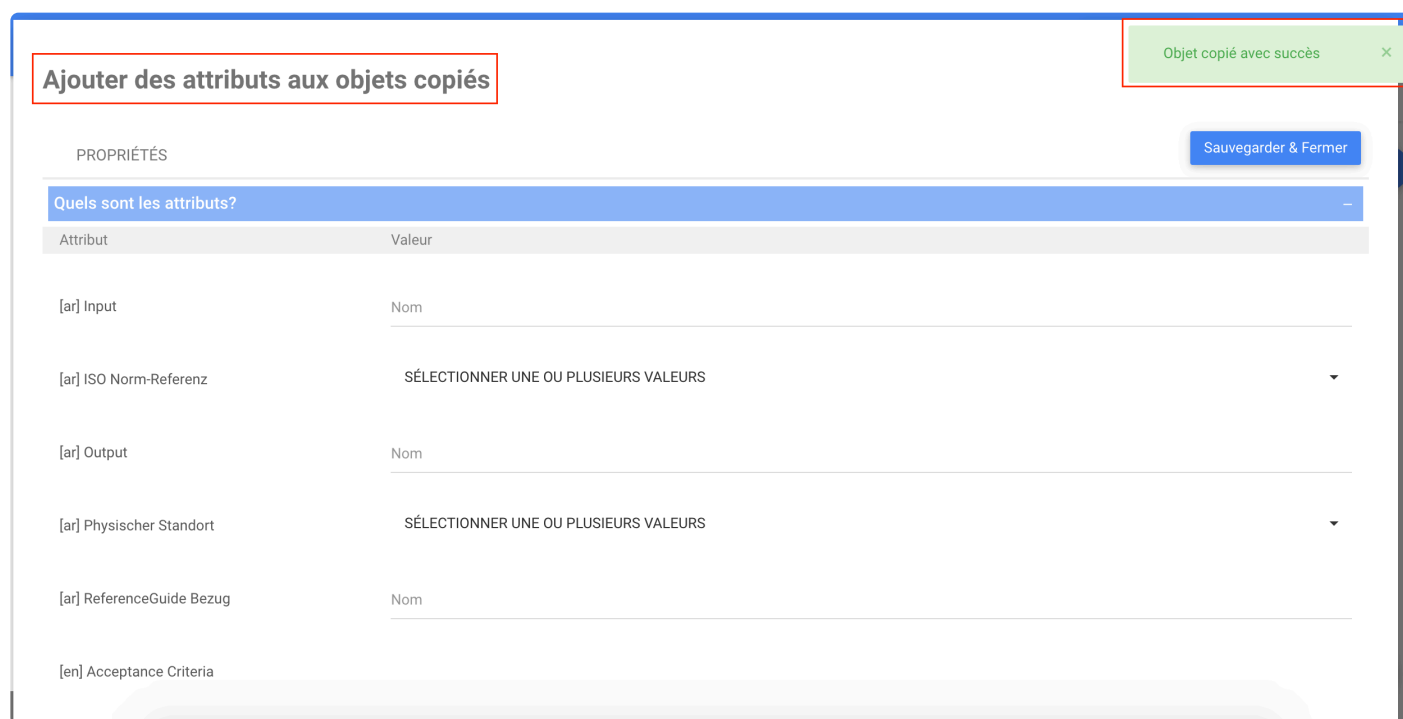 Objet copié avec succès ×
Ajouter des attributs aux objets copiés
PROPRIÉTÉS
Sauvegarder & Fermer
Quels sont les attributs? –
Attribut Valeur
[ar] Input Nom
[ar] ISO Norm-Referenz SÉLECTIONNER UNE OU PLUSIEURS VALEURS
[ar] Output Nom
[ar] Physischer Standort SÉLECTIONNER UNE OU PLUSIEURS VALEURS
[ar] ReferenceGuide Bezug Nom
[en] Acceptance Criteria